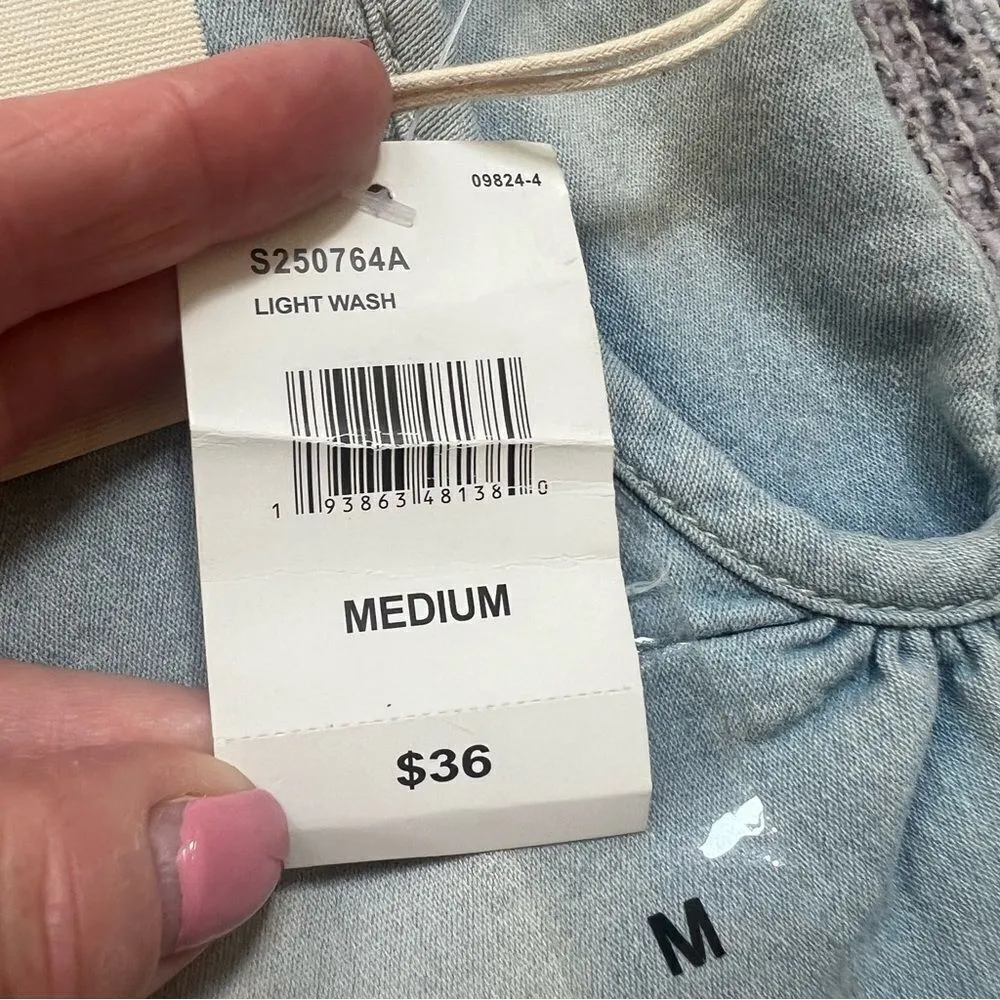 09824-4
S250764A
LIGHT WASH
1 93863 48138 0
MEDIUM
$36
M